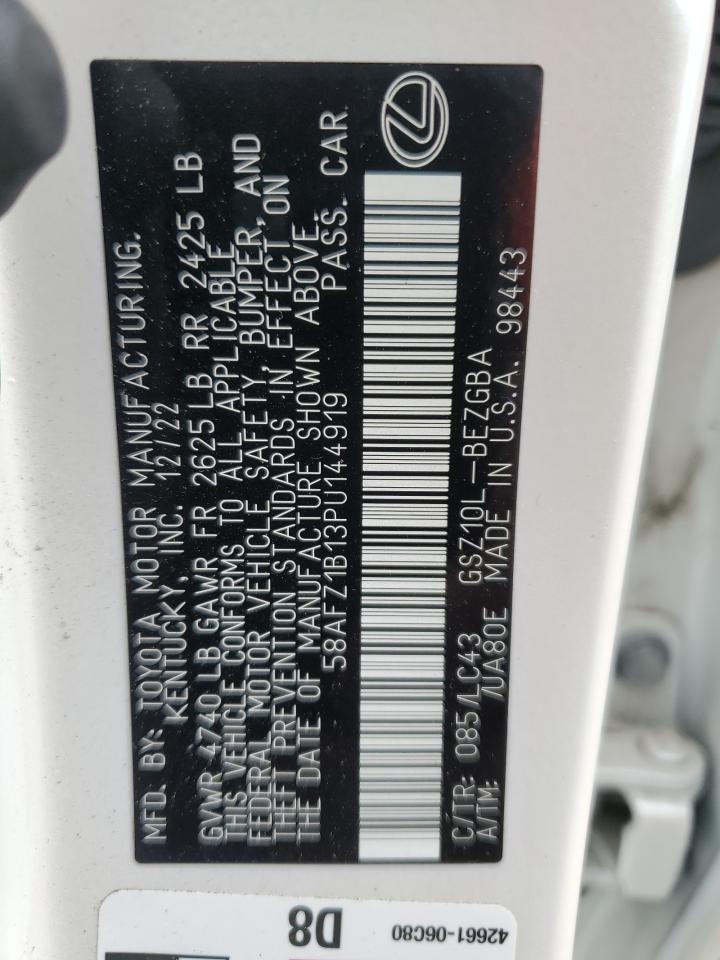 MFD. BY: TOYOTA MOTOR MANUFACTURING.
KENTUCKY, INC. 12/22
GVWR 4740 LB GAWR FR 2625 LB RR 2425 LB
THIS VEHICLE CONFORMS TO ALL APPLICABLE
FEDERAL MOTOR VEHICLE SAFETY, BUMPER, AND
THEFT PREVENTION STANDARDS IN EFFECT ON
THE DATE OF MANUFACTURE SHOWN ABOVE.
58AFZ1B13PU144919 PASS. CAR
C/TR: 085/LC43 GSZ10L-BEZGBA
A/TM: /UA80E MADE IN U.S.A. 98443
D8
42661-06C80